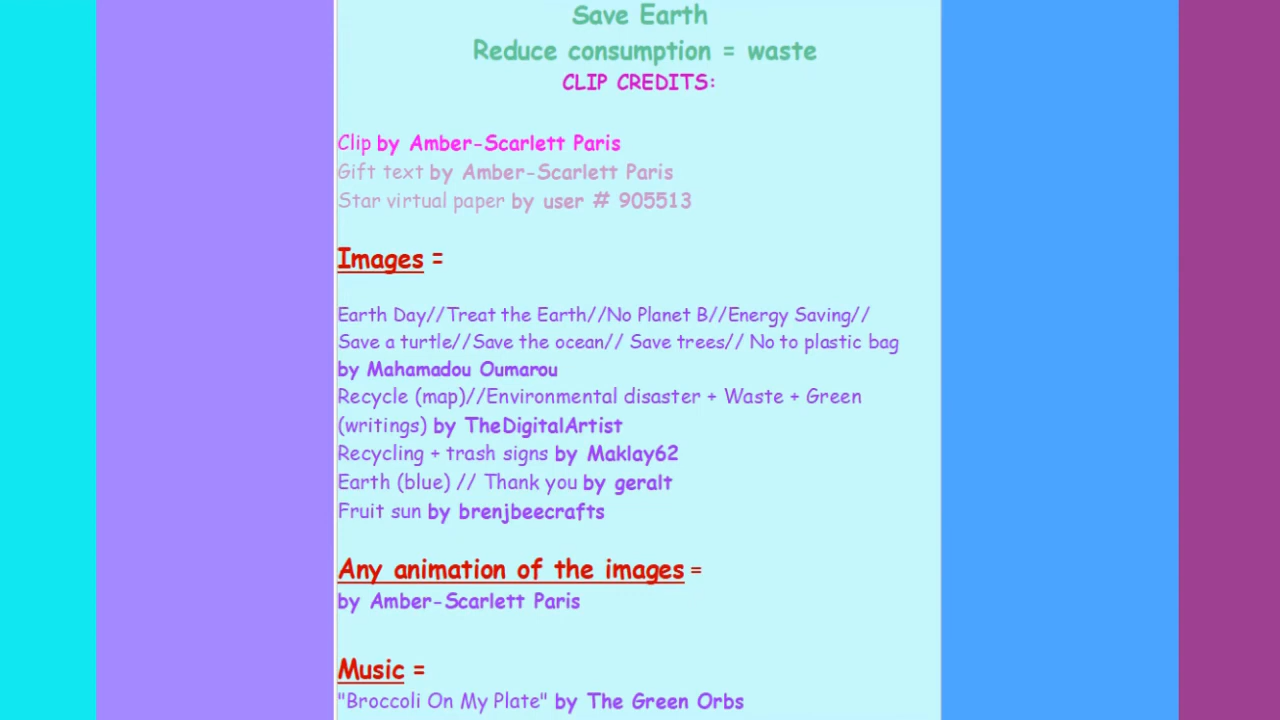 Save Earth
Reduce consumption = waste
CLIP CREDITS:
Clip by Amber-Scarlett Paris
Gift text by Amber-Scarlett Paris
Star virtual paper by user # 905513
Images =
Earth Day//Treat the Earth//No Planet B//Energy Saving//
Save a turtle//Save the ocean// Save trees// No to plastic bag
by Mahamadou Oumarou
Recycle (map)//Environmental disaster + Waste + Green
(writings) by TheDigitalArtist
Recycling + trash signs by Maklay62
Earth (blue) // Thank you by geralt
Fruit sun by brenjbeecrafts
Any animation of the images =
by Amber-Scarlett Paris
Music =
"Broccoli On My Plate" by The Green Orbs